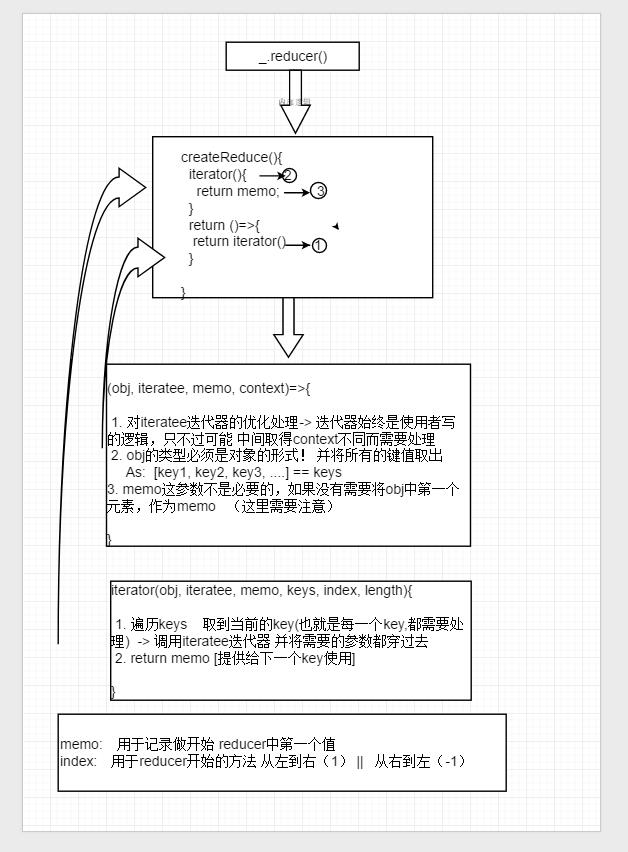 _.reducer()
createReduce(){
iterator(){ 2
return memo; 3
}
return ()=>{
return iterator() 1
}
}
(obj, iteratee, memo, context)=>{
1. 对iteratee迭代器的优化处理-> 迭代器始终是使用者写
的逻辑，只不过可能 中间取得context不同而需要处理
2. obj的类型必须是对象的形式！ 并将所有的键值取出
As: [key1, key2, key3, ....] == keys
3. memo这参数不是必要的，如果没有需要将obj中第一个
元素，作为memo （这里需要注意）
}
iterator(obj, iteratee, memo, keys, index, length){
1. 遍历keys 取到当前的key(也就是每一个key,都需要处
理）-> 调用iteratee迭代器 并将需要的参数都穿过去
2. return memo [提供给下一个key使用]
}
memo: 用于记录做开始 reducer中第一个值
index: 用于reducer开始的方法 从左到右（1） || 从右到左（-1）